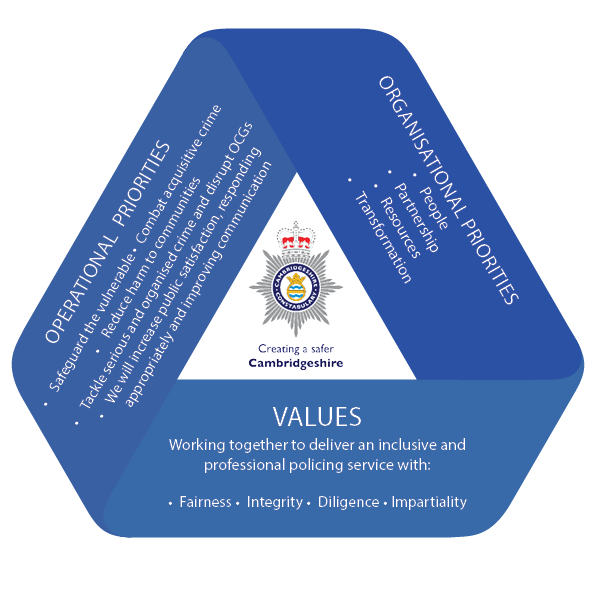 OPERATIONAL PRIORITIES
• Safeguard the vulnerable • Combat acquisitive crime
• Reduce harm to communities
• Tackle serious and organised crime and disrupt OCGs
• We will increase public satisfaction, responding
appropriately and improving communication
ORGANISATIONAL PRIORITIES
• People
• Partnership
• Resources
• Transformation
CAMBRIDGESHIRE
CONSTABULARY
Creating a safer
Cambridgeshire
VALUES
Working together to deliver an inclusive and
professional policing service with:
• Fairness • Integrity • Diligence • Impartiality